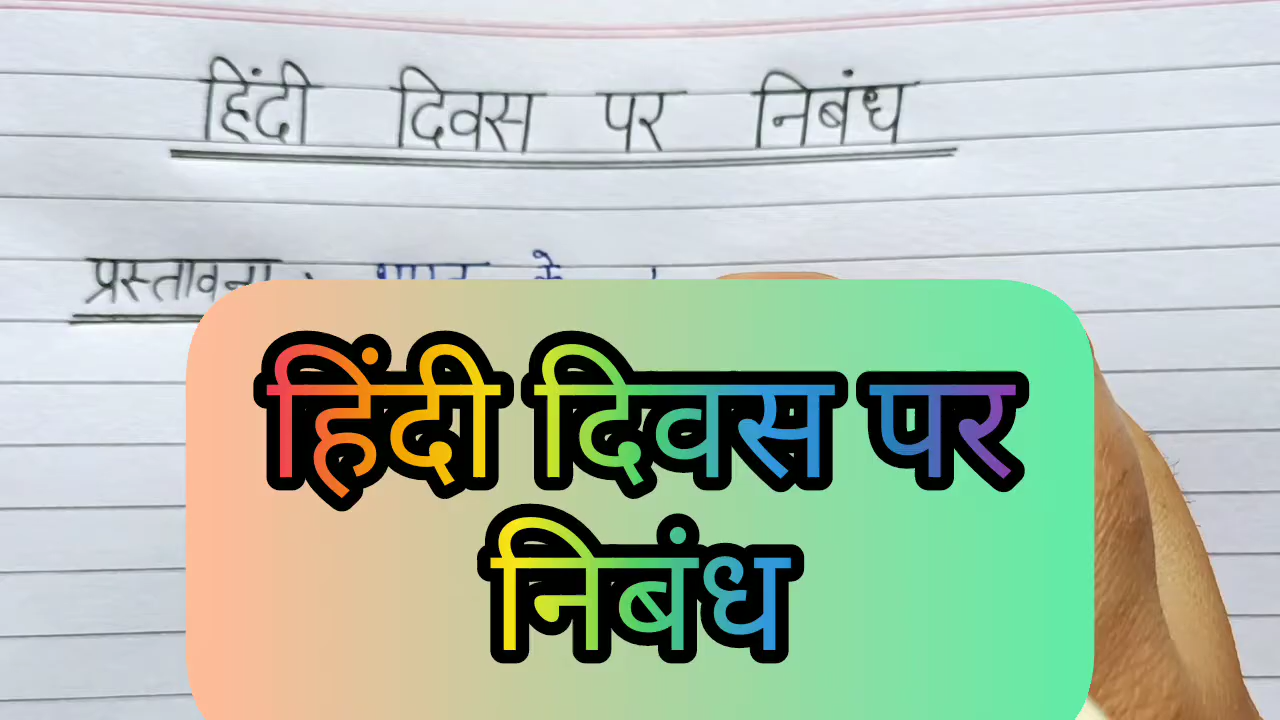 हिंदी दिवस पर निबंध
प्रस्तावना :
हिंदी दिवस पर
निबंध